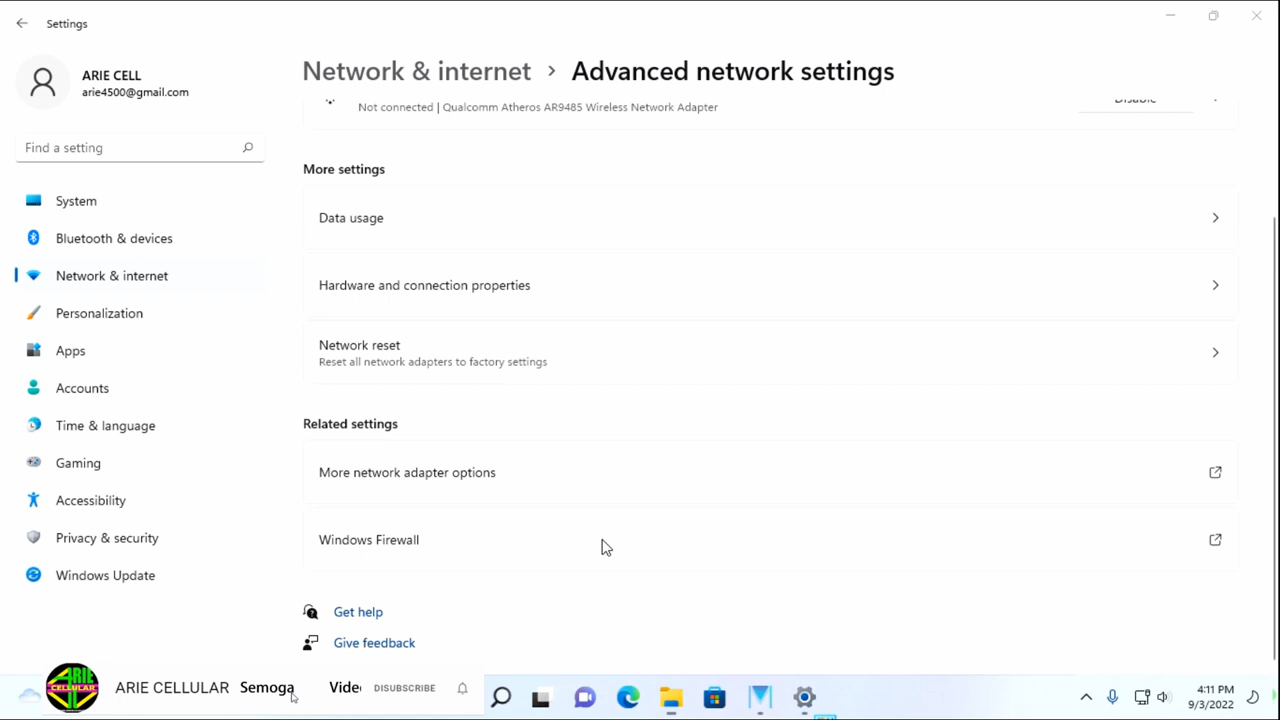 Settings
ARIE CELL
arie4500@gmail.com
Find a setting
System
Bluetooth & devices
Network & internet
Personalization
Apps
Accounts
Time & language
Gaming
Accessibility
Privacy & security
Windows Update
Network & internet > Advanced network settings
Not connected | Qualcomm Atheros AR9485 Wireless Network Adapter
Disable
More settings
Data usage
Hardware and connection properties
Network reset
Reset all network adapters to factory settings
Related settings
More network adapter options
Windows Firewall
Get help
Give feedback
ARIE CELLULAR
ARIE CELLULAR Semoga Vide DISUBSCRIBE
4:11 PM
9/3/2022